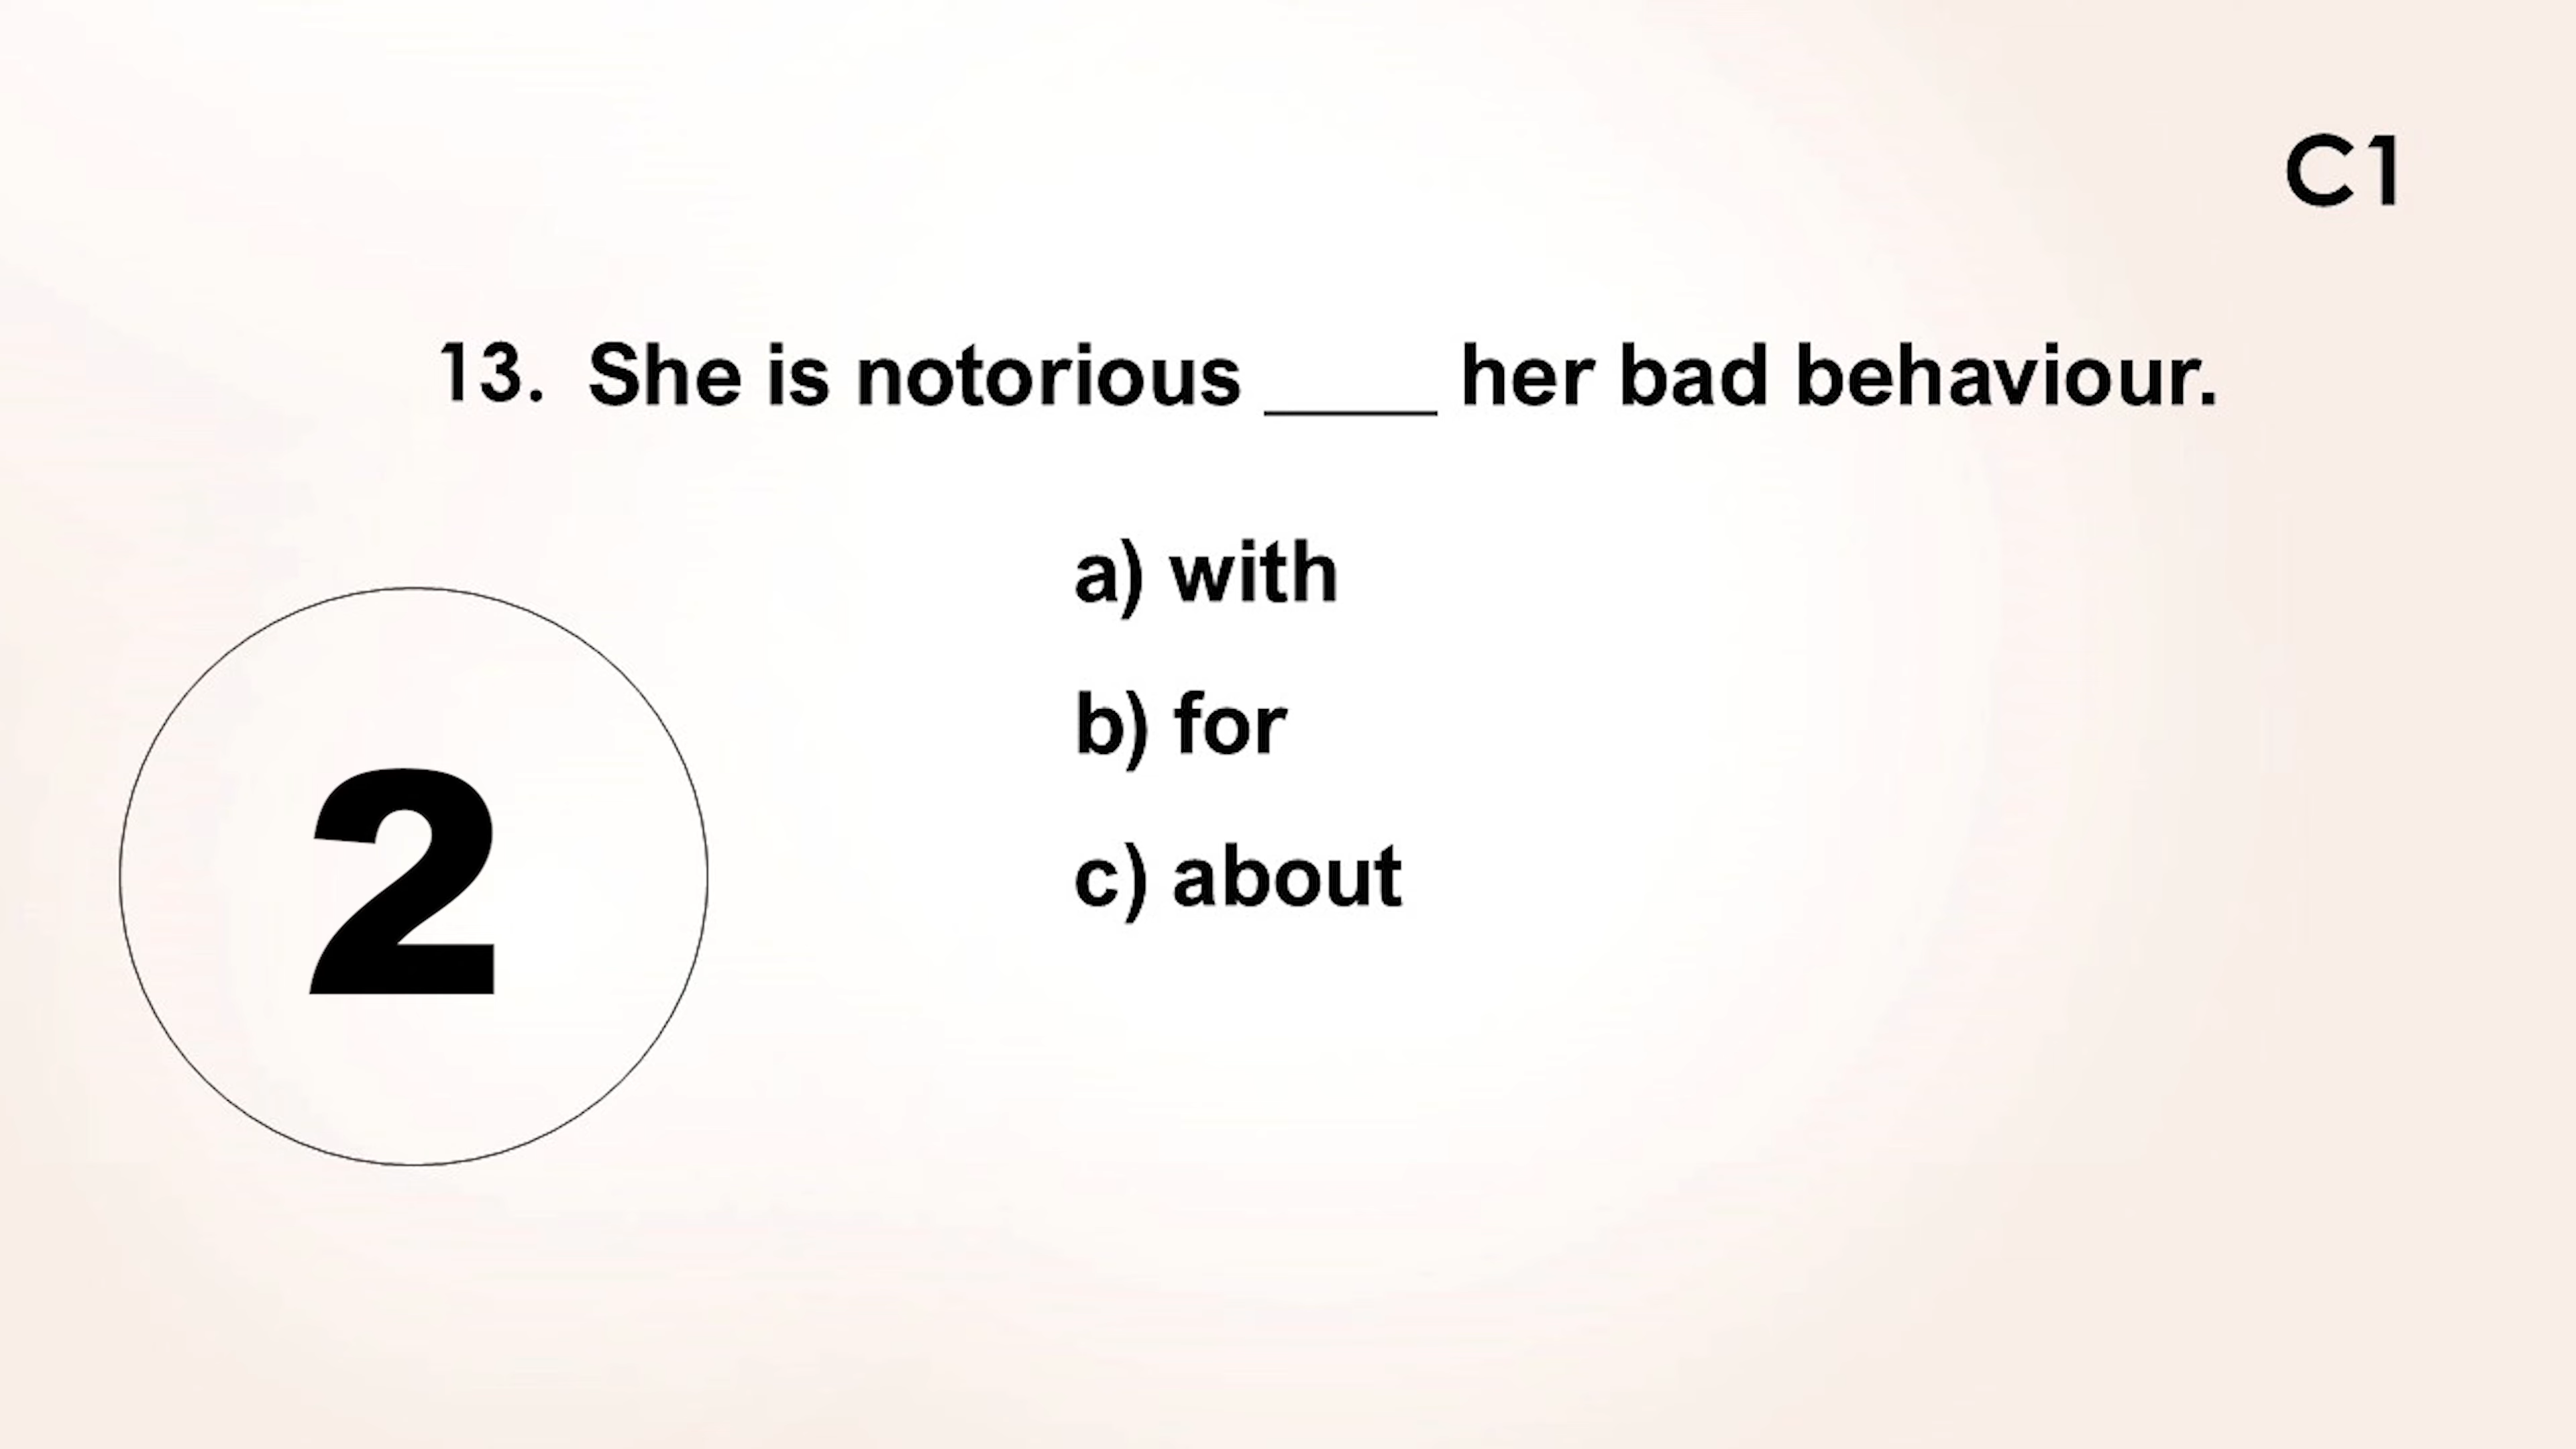 C1
13. She is notorious ____ her bad behaviour.
a) with
b) for
c) about
2